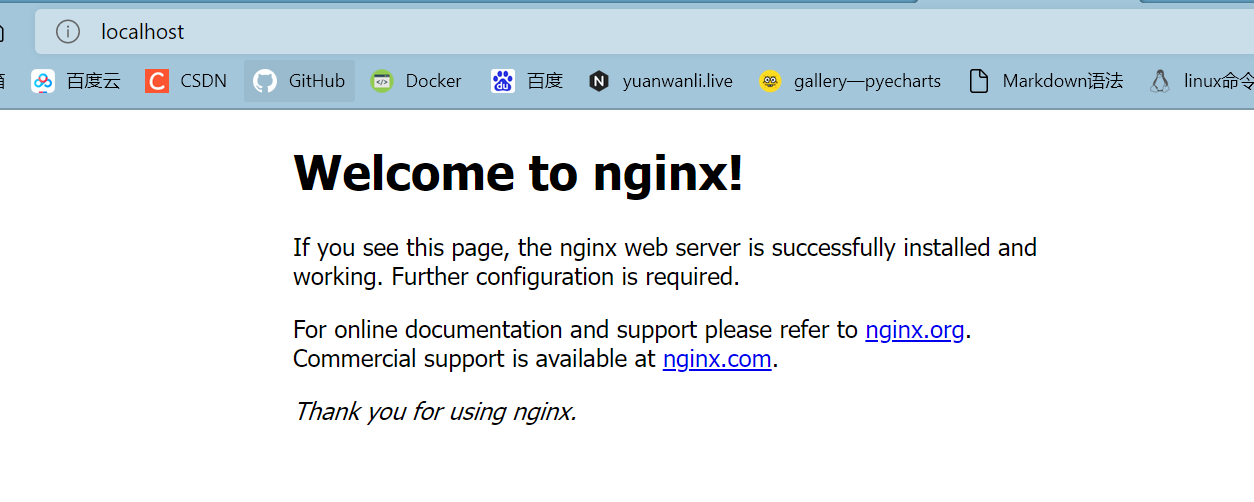 localhost
百度云 CSDN GitHub Docker 百度 yuanwanli.live gallery—pyecharts Markdown语法 linux命令
Welcome to nginx!
If you see this page, the nginx web server is successfully installed and
working. Further configuration is required.
For online documentation and support please refer to nginx.org.
Commercial support is available at nginx.com.
Thank you for using nginx.